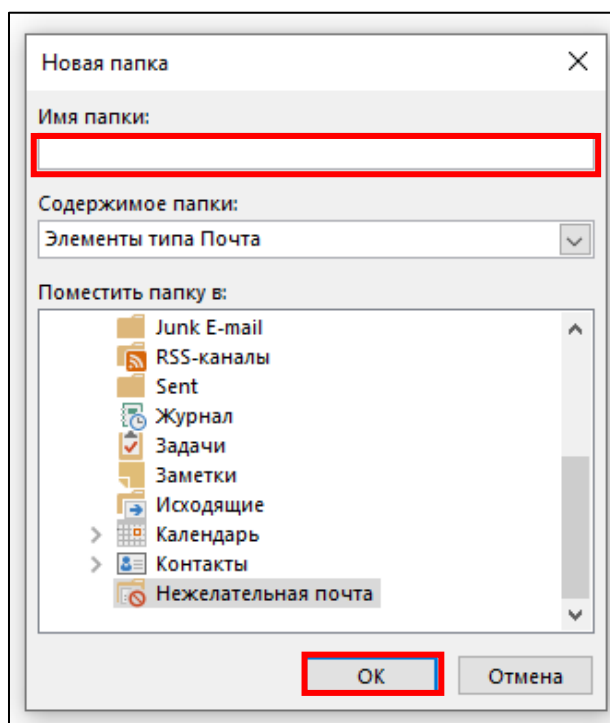 Новая папка
Имя папки:
Содержимое папки:
Элементы типа Почта
Поместить папку в:
Junk E-mail
RSS-каналы
Sent
Журнал
Задачи
Заметки
Исходящие
Календарь
Контакты
Нежелательная почта
ОК
Отмена